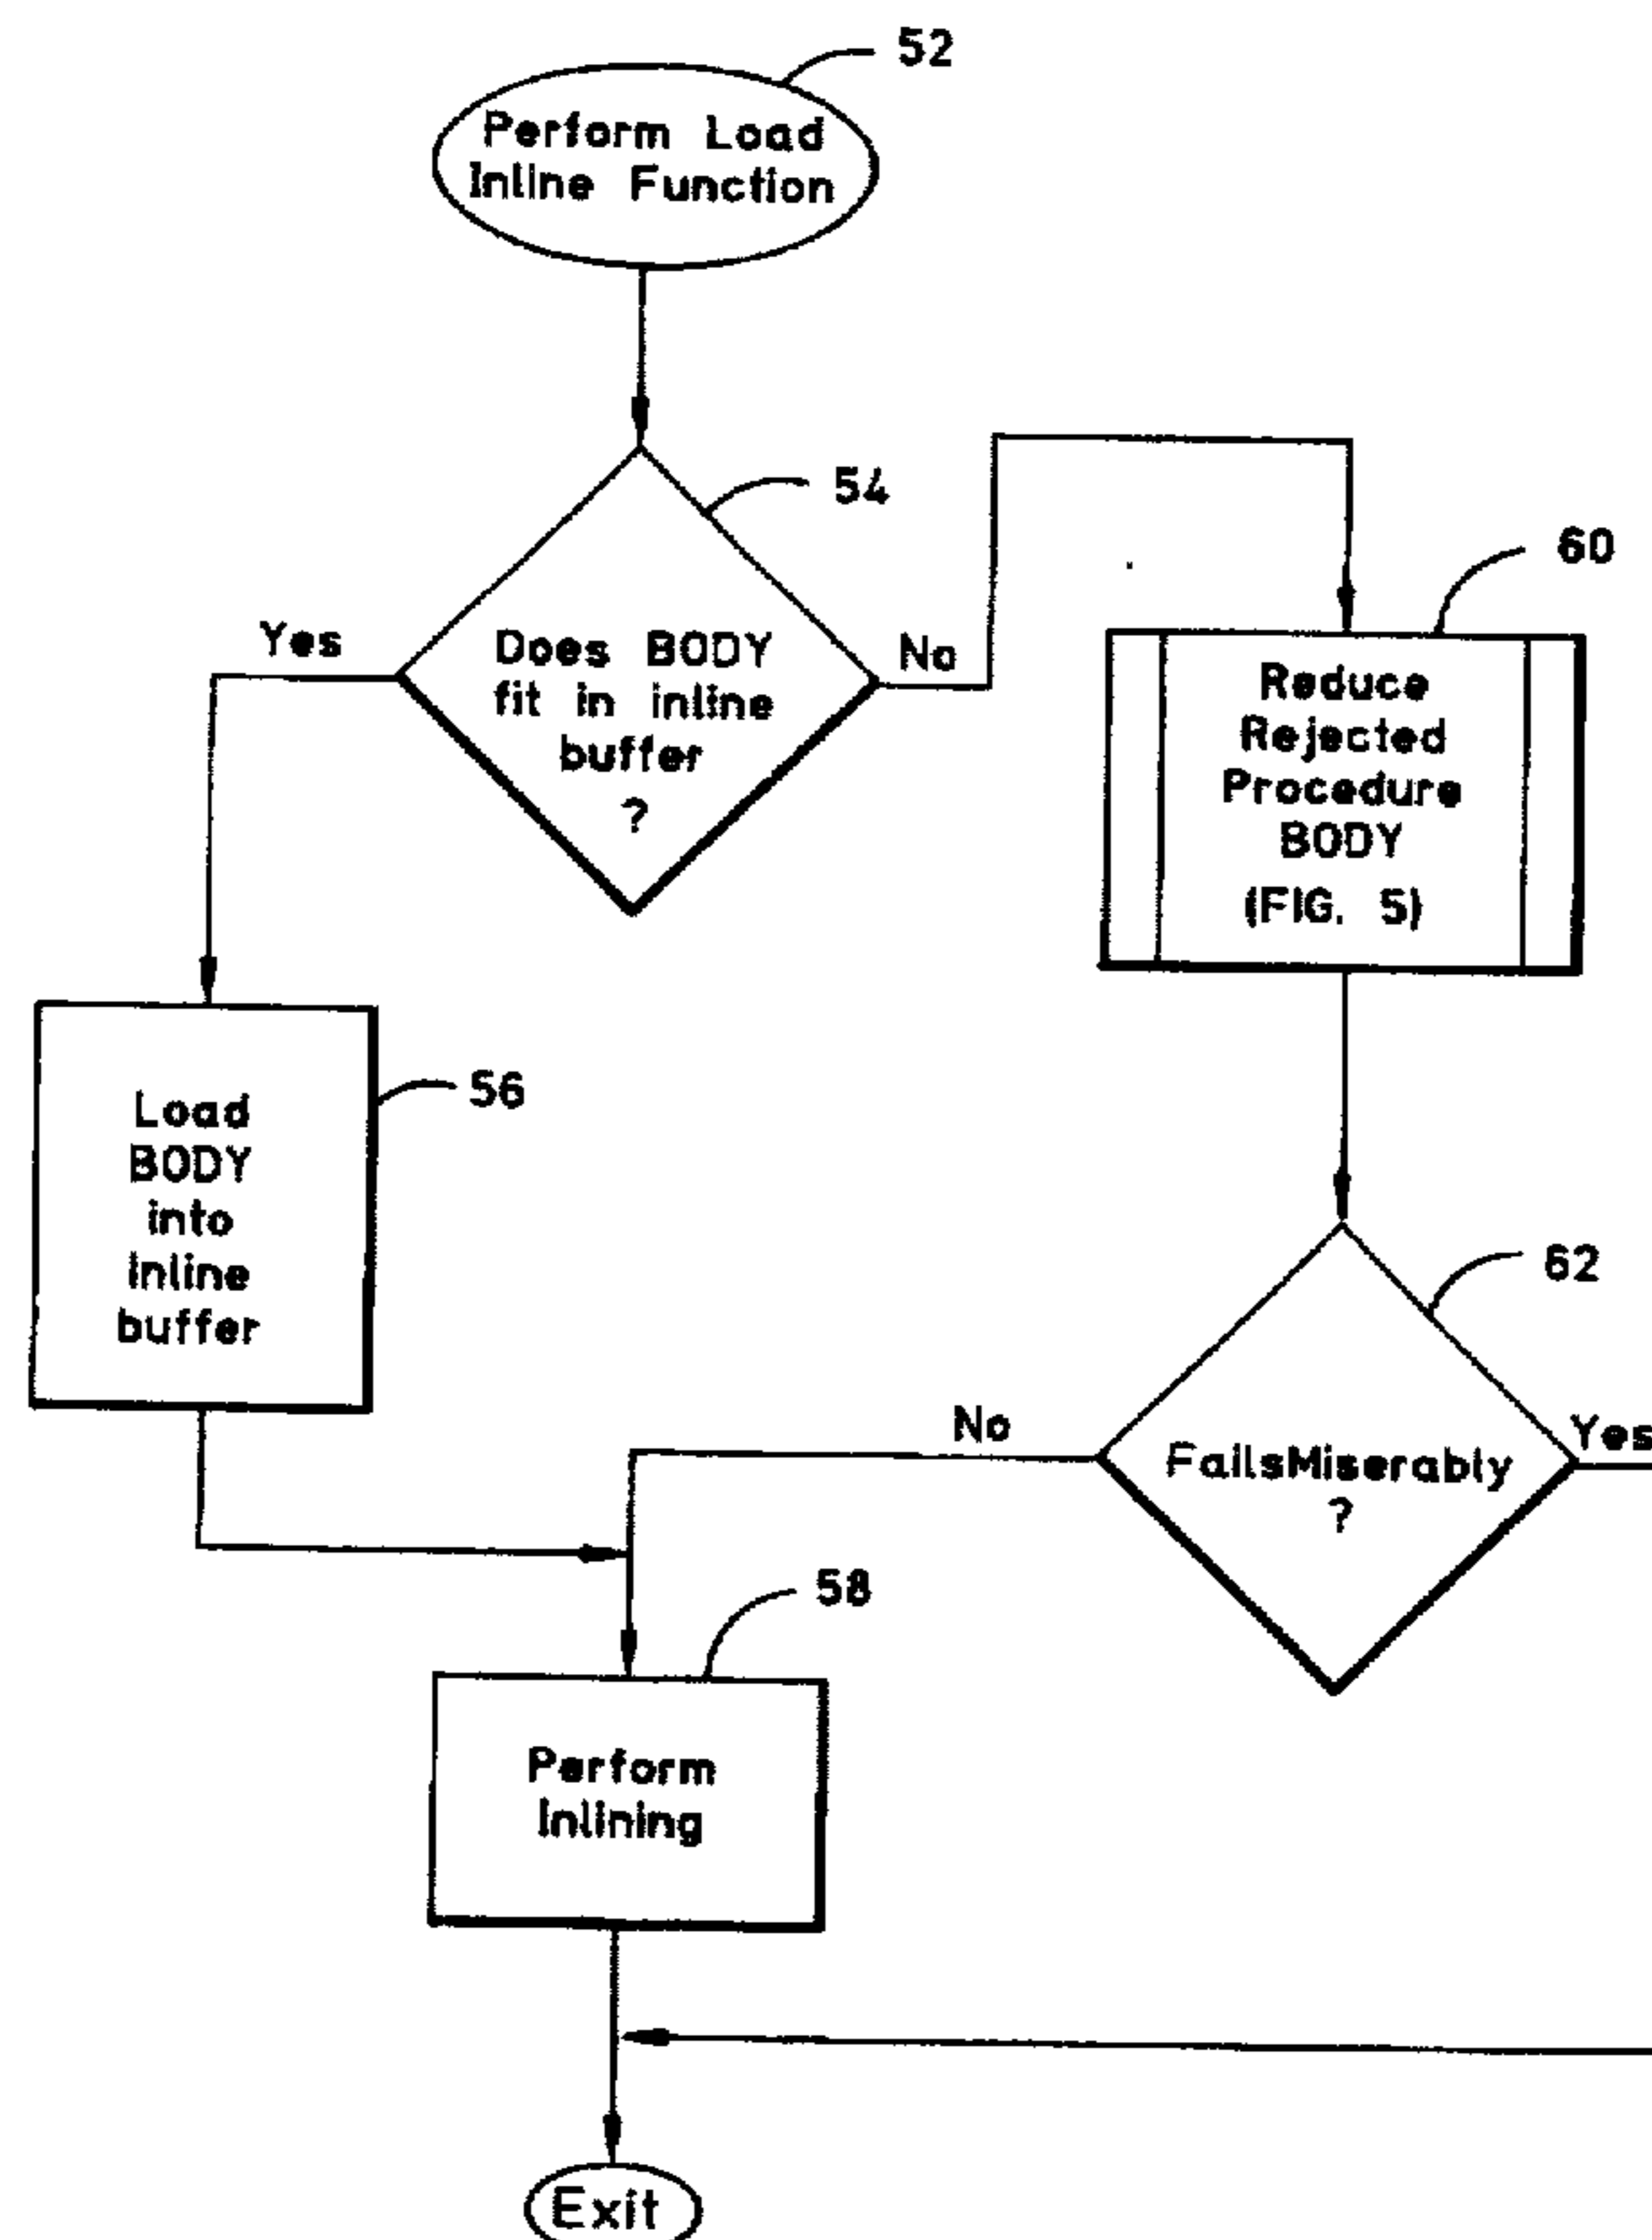 52
Perform Load
Inline Function
54
Yes
Does BODY
fit in inline
buffer
?
No
60
Reduce
Rejected
Procedure
BODY
(FIG. 5)
Load
BODY
into
inline
buffer
56
62
No
FailsMiserably
?
Yes
58
Perform
Inlining
Exit